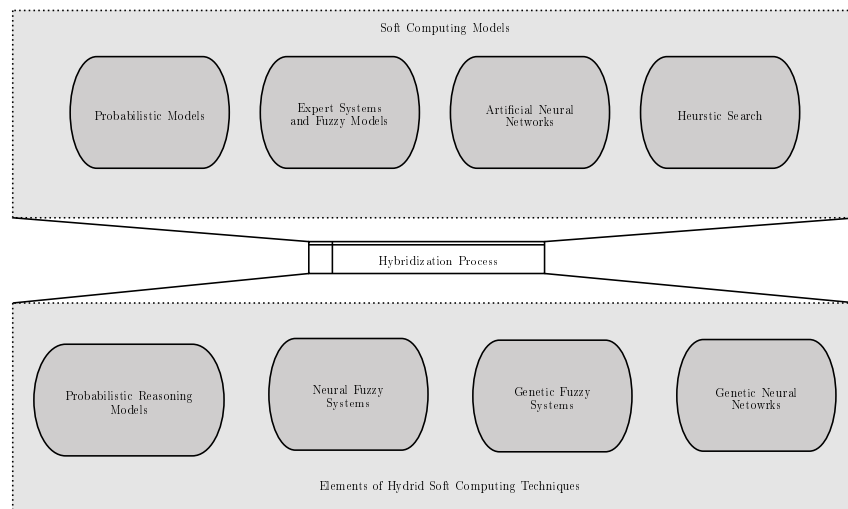 Soft Computing Models
Probabilistic Models
Expert Systems
and Fuzzy Models
Artificial Neural
Networks
Heurstic Search
Hybridization Process
Probabilistic Reasoning
Models
Neural Fuzzy
Systems
Genetic Fuzzy
Systems
Genetic Neural
Netowrks
Elements of Hydrid Soft Computing Techniques